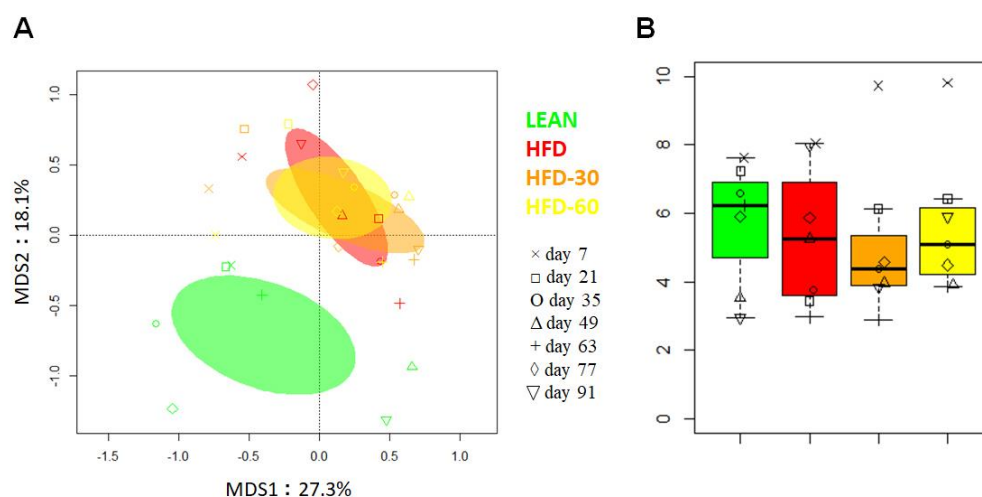 A
B
1.0
0.5
0.0
-0.5
-1.0
MDS2 : 18.1%
-1.5
-1.0
-0.5
0.0
0.5
1.0
MDS1 : 27.3%
LEAN
HFD
HFD-30
HFD-60
day 7
day 21
day 35
day 49
day 63
day 77
day 91
10
8
6
4
2
0